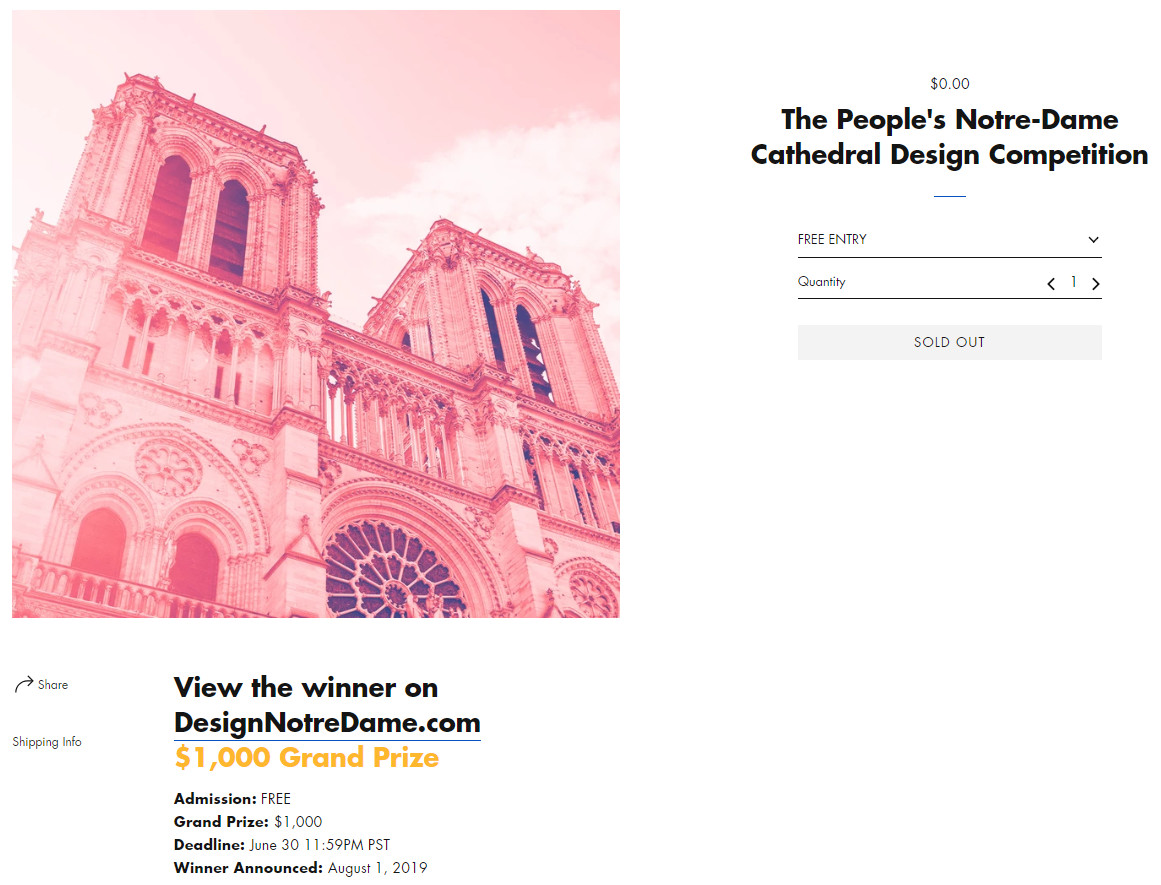 $0.00
The People's Notre-Dame
Cathedral Design Competition
FREE ENTRY
Quantity
1
SOLD OUT
Share
Shipping Info
View the winner on
DesignNotreDame.com
$1,000 Grand Prize
Admission: FREE
Grand Prize: $1,000
Deadline: June 30 11:59PM PST
Winner Announced: August 1, 2019